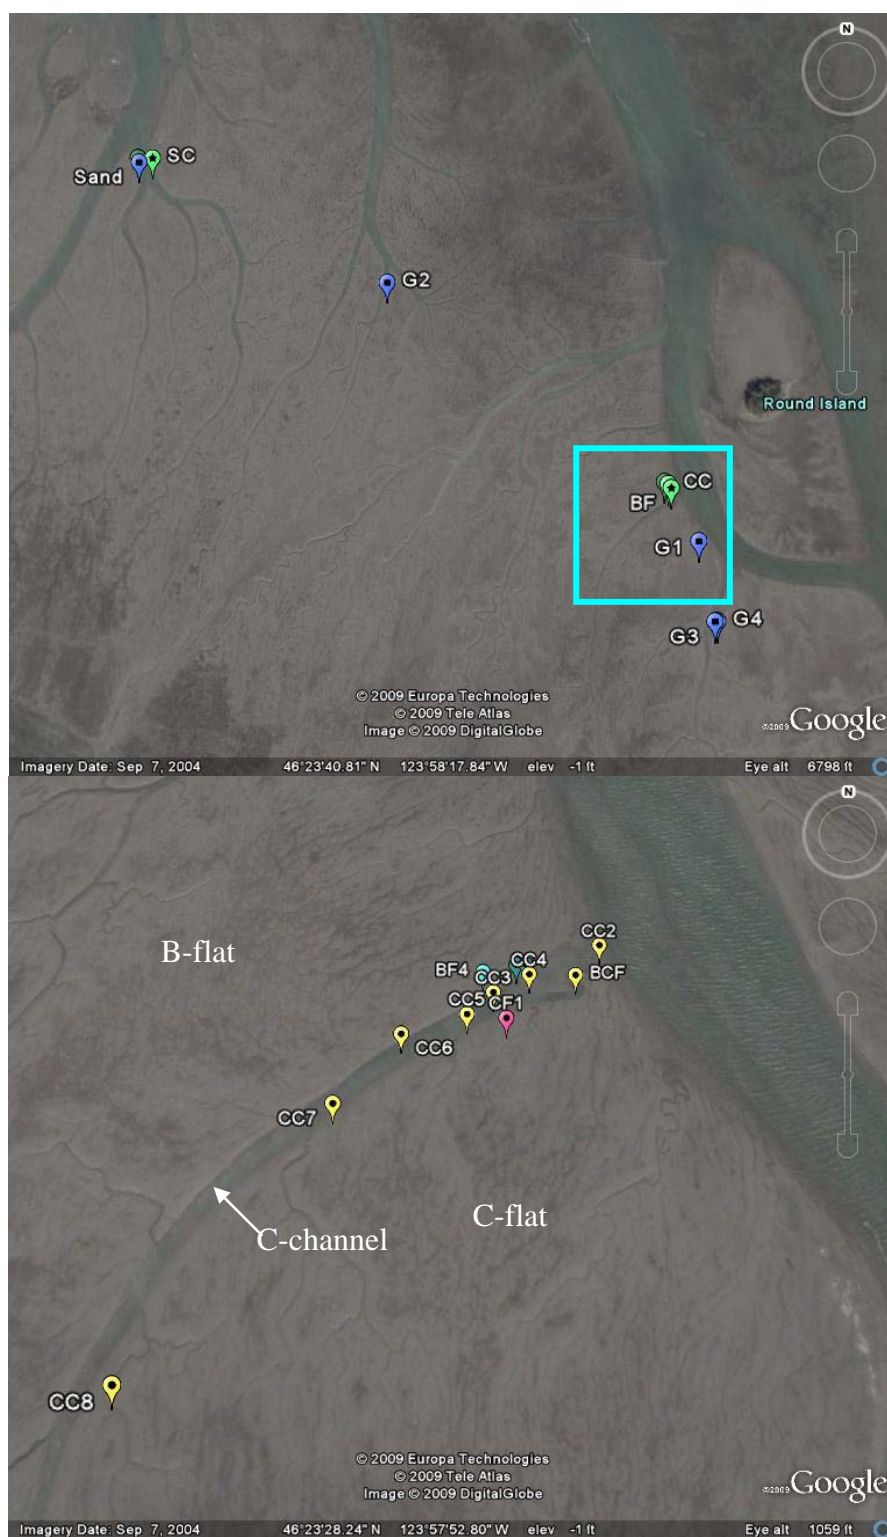 N
SC
Sand
G2
Round Island
CC
BF
G1
G4
G3
© 2009 Europa Technologies
© 2009 Tele Atlas
Image © 2009 DigitalGlobe
©2009 Google
Imagery Date: Sep 7, 2004 46°23'40.81" N 123°58'17.84" W elev -1 ft Eye alt 6798 ft
N
CC2
B-flat
CC4
BF4
BCF
CC3
CC5
CF1
CC6
CC7
C-flat
C-channel
CC8
© 2009 Europa Technologies
© 2009 Tele Atlas
Image © 2009 DigitalGlobe
©2009 Google
Imagery Date: Sep 7, 2004 46°23'28.24" N 123°57'52.80" W elev -1 ft Eye alt 1059 ft